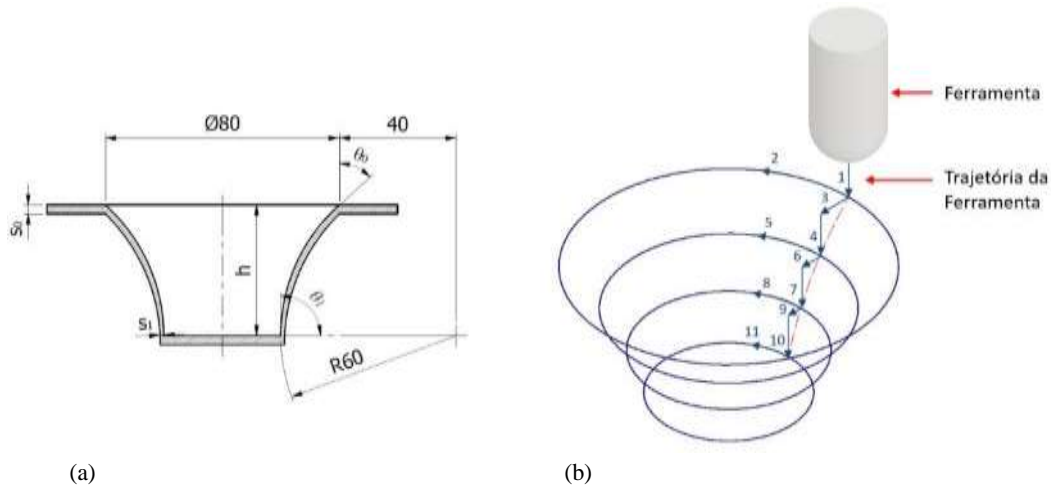 Ø80
40
θ₀
S₀
h
θ₁
S₁
R60
Ferramenta
Trajetória da
Ferramenta
1
2
3
4
5
6
7
8
9
10
11
(a)
(b)